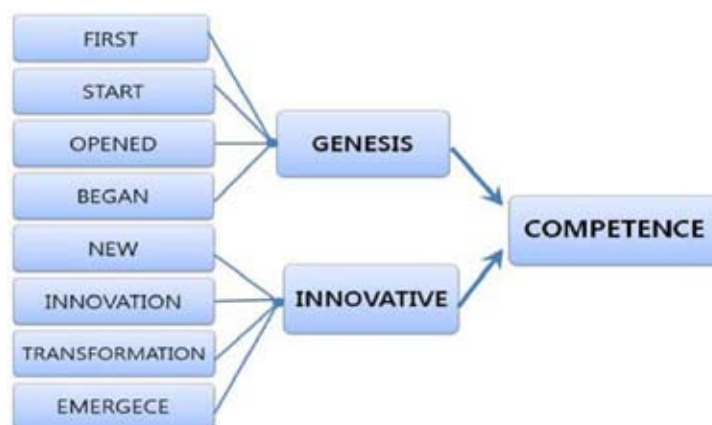 FIRST
START
OPENED
BEGAN
NEW
INNOVATION
TRANSFORMATION
EMERGECE
GENESIS
INNOVATIVE
COMPETENCE